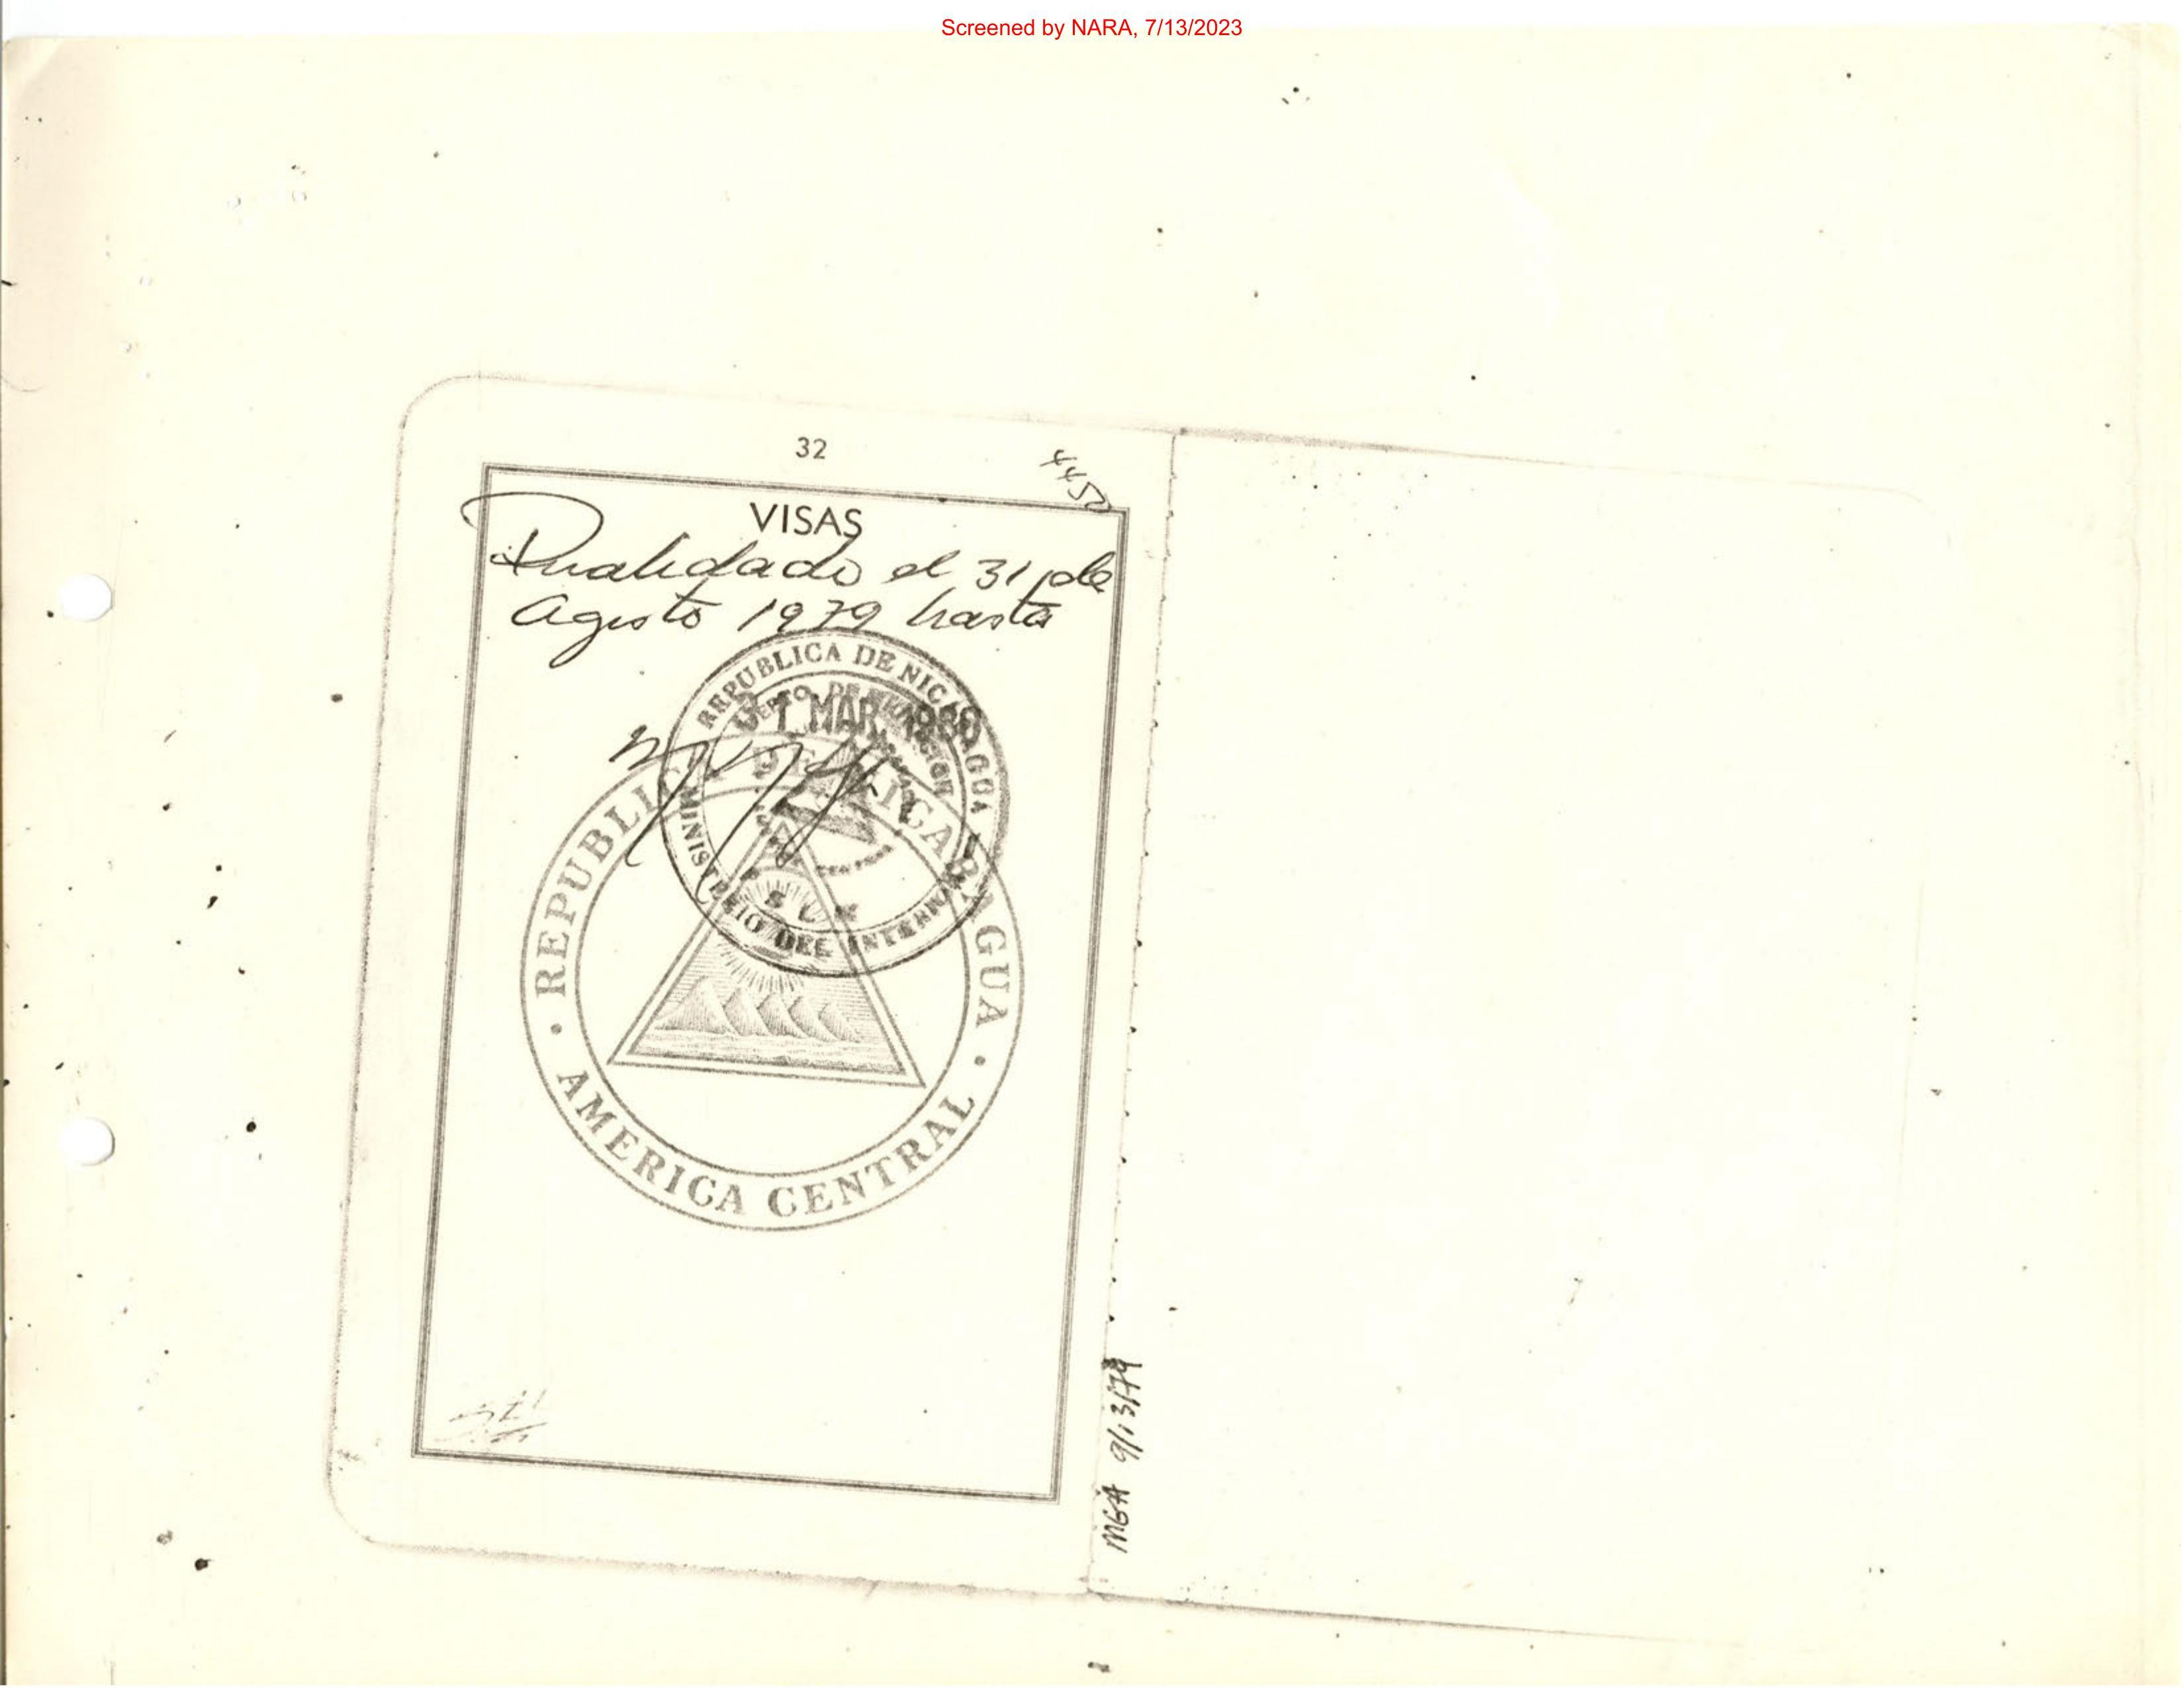 Screened by NARA, 7/13/2023
32
4450
VISAS
Revalidado el 31 de
Agosto 1979 hasta
REPUBLICA DE NICARAGUA
31 MAR 1980
MINISTERIO DEL INTERIOR
REPUBLICA DE NICARAGUA
AMERICA CENTRAL
MGA 9/13/79